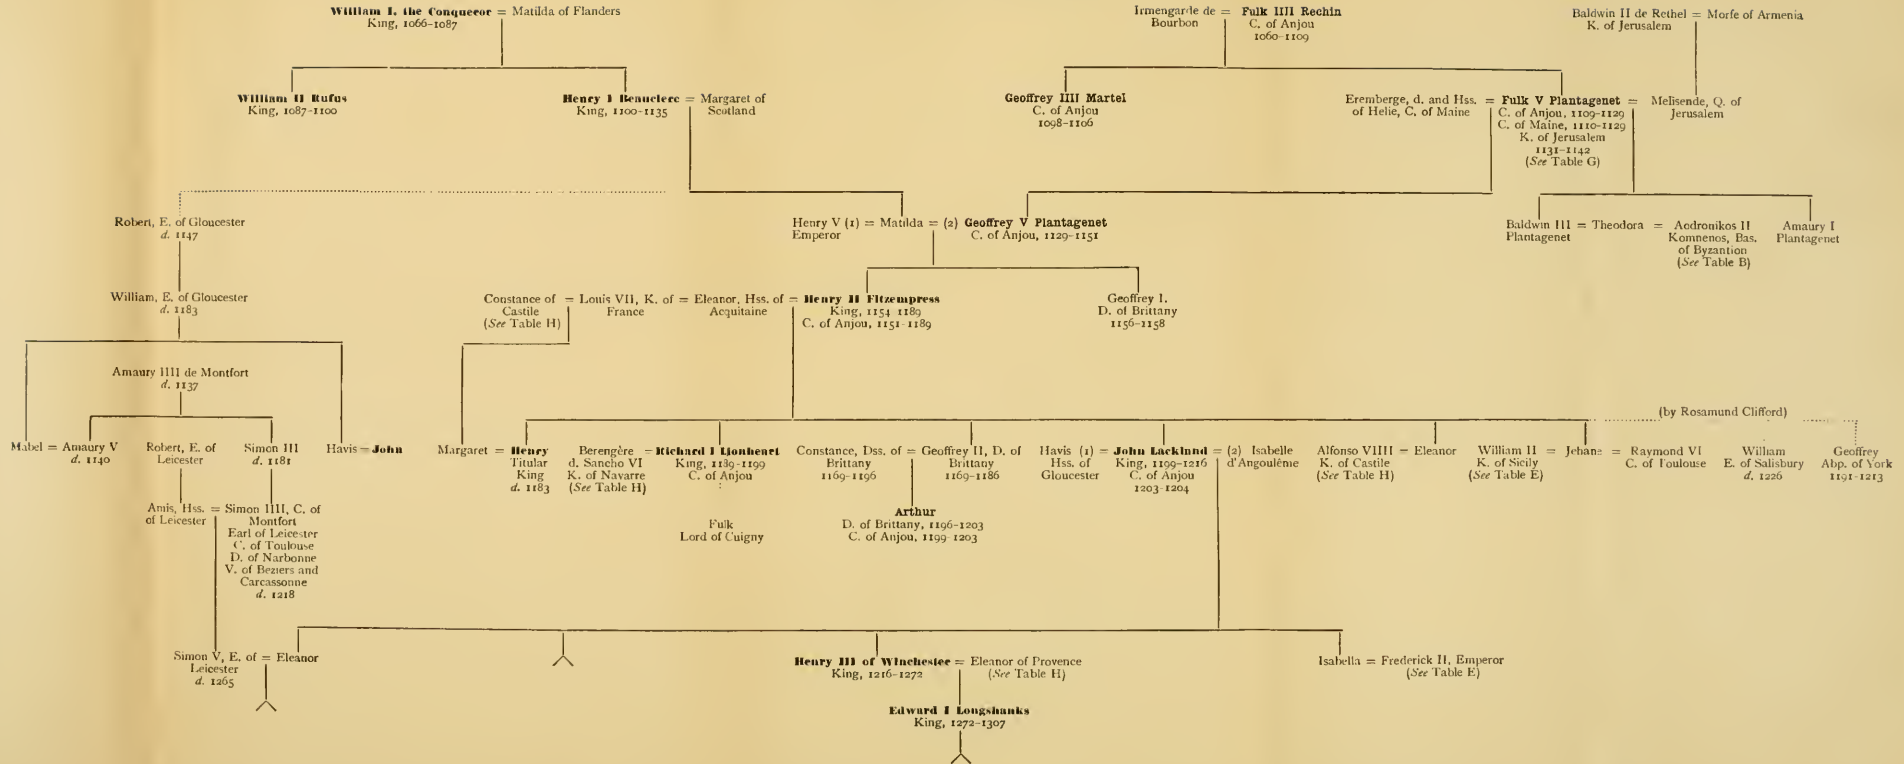 William I, the Conqueror = Matilda of Flanders
King, 1066-1087
Irmengarde de = Fulk IIII Rechin
Bourbon C. of Anjou
1060-1109
Baldwin II de Rethel = Morfe of Armenia
K. of Jerusalem
William II Rufus
King, 1087-1100
Henry I Beauclerc = Margaret of
King, 1100-1135 Scotland
Geoffrey IIII Martel
C. of Anjou
1098-1106
Eremberge, d. and Hss. = Fulk V Plantagenet = Melisende, Q. of
of Helie, C. of Maine C. of Anjou, 1109-1129 Jerusalem
C. of Maine, 1110-1129
K. of Jerusalem
1131-1142
(See Table G)
Robert, E. of Gloucester
d. 1147
Henry V (1) = Matilda = (2) Geoffrey V Plantagenet
Emperor C. of Anjou, 1129-1151
Baldwin III = Theodora = Aodronikos II
Plantagenet Komnenos, Bas.
of Byzantion
(See Table B)
Amaury I
Plantagenet
William, E. of Gloucester
d. 1183
Constance of = Louis VII, K. of = Eleanor, Hss. of = Henry II Fitzempress
Castile France Acquitaine King, 1154 1189
(See Table H) C. of Anjou, 1151-1189
Geoffrey I.
D. of Brittany
1156-1158
Amaury IIII de Montfort
d. 1137
(by Rosamund Clifford)
Mabel = Amaury V
d. 1140
Robert, E. of
Leicester
Simon III
d. 1181
Havis = John
Margaret = Henry
Titular
King
d. 1183
Berengère = Richard I Lionheart
d. Sancho VI King, 1189-1199
K. of Navarre C. of Anjou
(See Table H)
Constance, Dss. of = Geoffrey II, D. of
Brittany Brittany
1169-1196 1169-1186
Havis (1) = John Lackland = (2) Isabelle
Hss. of King, 1199-1216 d'Angoulême
Gloucester C. of Anjou
1203-1204
Alfonso VIIII = Eleanor
K. of Castile
(See Table H)
William II = Jehane = Raymond VI
K. of Sicily C. of Toulouse
(See Table E)
William
E. of Salisbury
d. 1226
Geoffrey
Abp. of York
1191-1213
Amis, Hss. = Simon IIII, C. of
of Leicester Montfort
Earl of Leicester
C. of Toulouse
D. of Narbonne
V. of Beziers and
Carcassonne
d. 1218
Fulk
Lord of Cuigny
Arthur
D. of Brittany, 1196-1203
C. of Anjou, 1199-1203
Simon V, E. of = Eleanor
Leicester
d. 1265
Henry III of Winchester = Eleanor of Provence
King, 1216-1272 (See Table H)
Isabella = Frederick II, Emperor
(See Table E)
Edward I Longshanks
King, 1272-1307